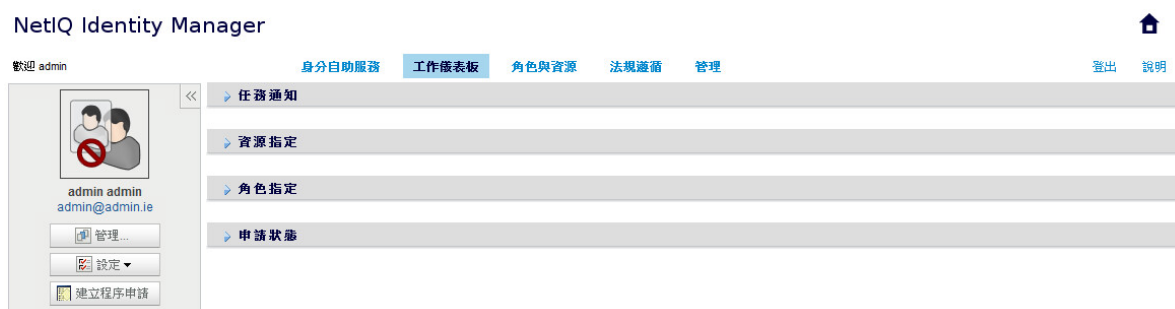 NetIQ Identity Manager
歡迎 admin 身分自助服務 工作儀表板 角色與資源 法規遵循 管理 登出 說明
任務通知
資源指定
角色指定
申請狀態
admin admin
admin@admin.ie
管理...
設定
建立程序申請